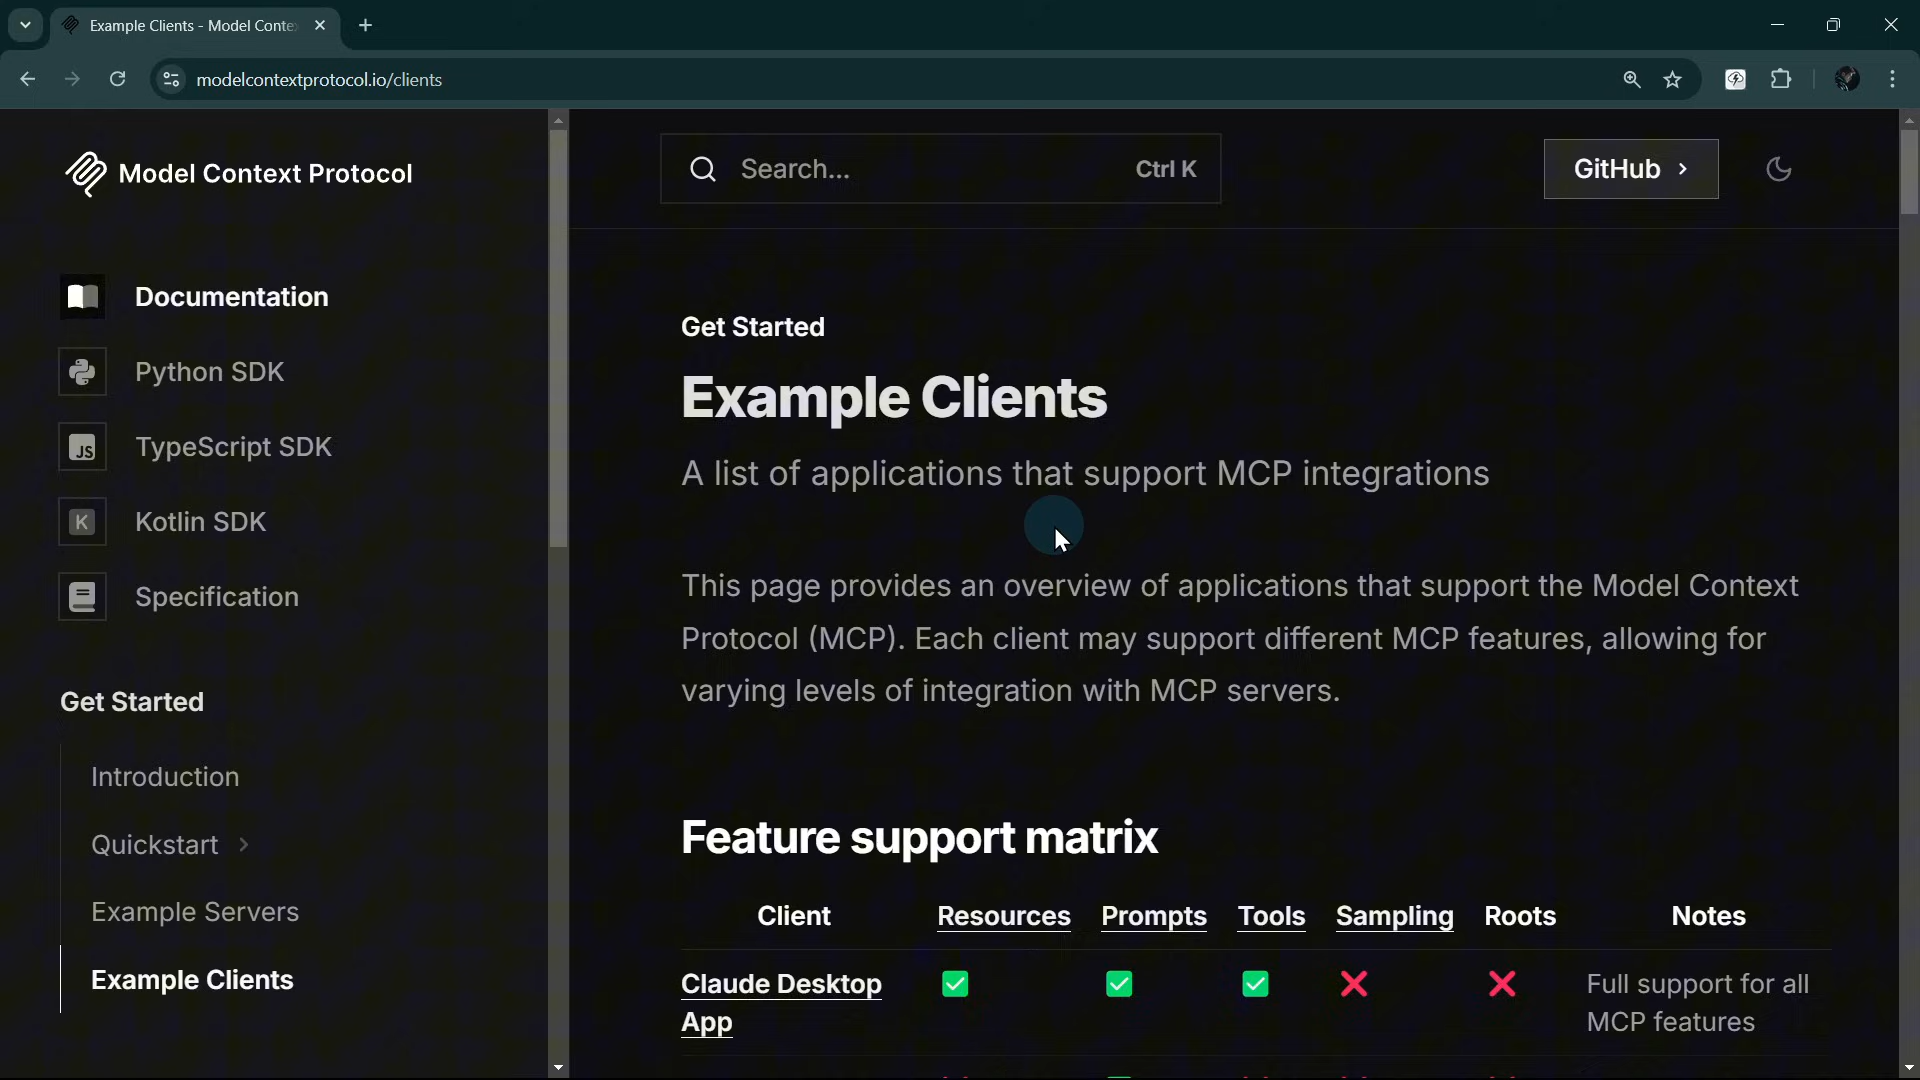 Example Clients - Model Conte
modelcontextprotocol.io/clients
Model Context Protocol
Search...
Ctrl K
GitHub
Documentation
Python SDK
JS
TypeScript SDK
K
Kotlin SDK
Specification
Get Started
Introduction
Quickstart
Example Servers
Example Clients
Get Started
Example Clients
A list of applications that support MCP integrations
This page provides an overview of applications that support the Model Context
Protocol (MCP). Each client may support different MCP features, allowing for
varying levels of integration with MCP servers.
Feature support matrix
Client Resources Prompts Tools Sampling Roots Notes
Claude Desktop
App
Full support for all
MCP features